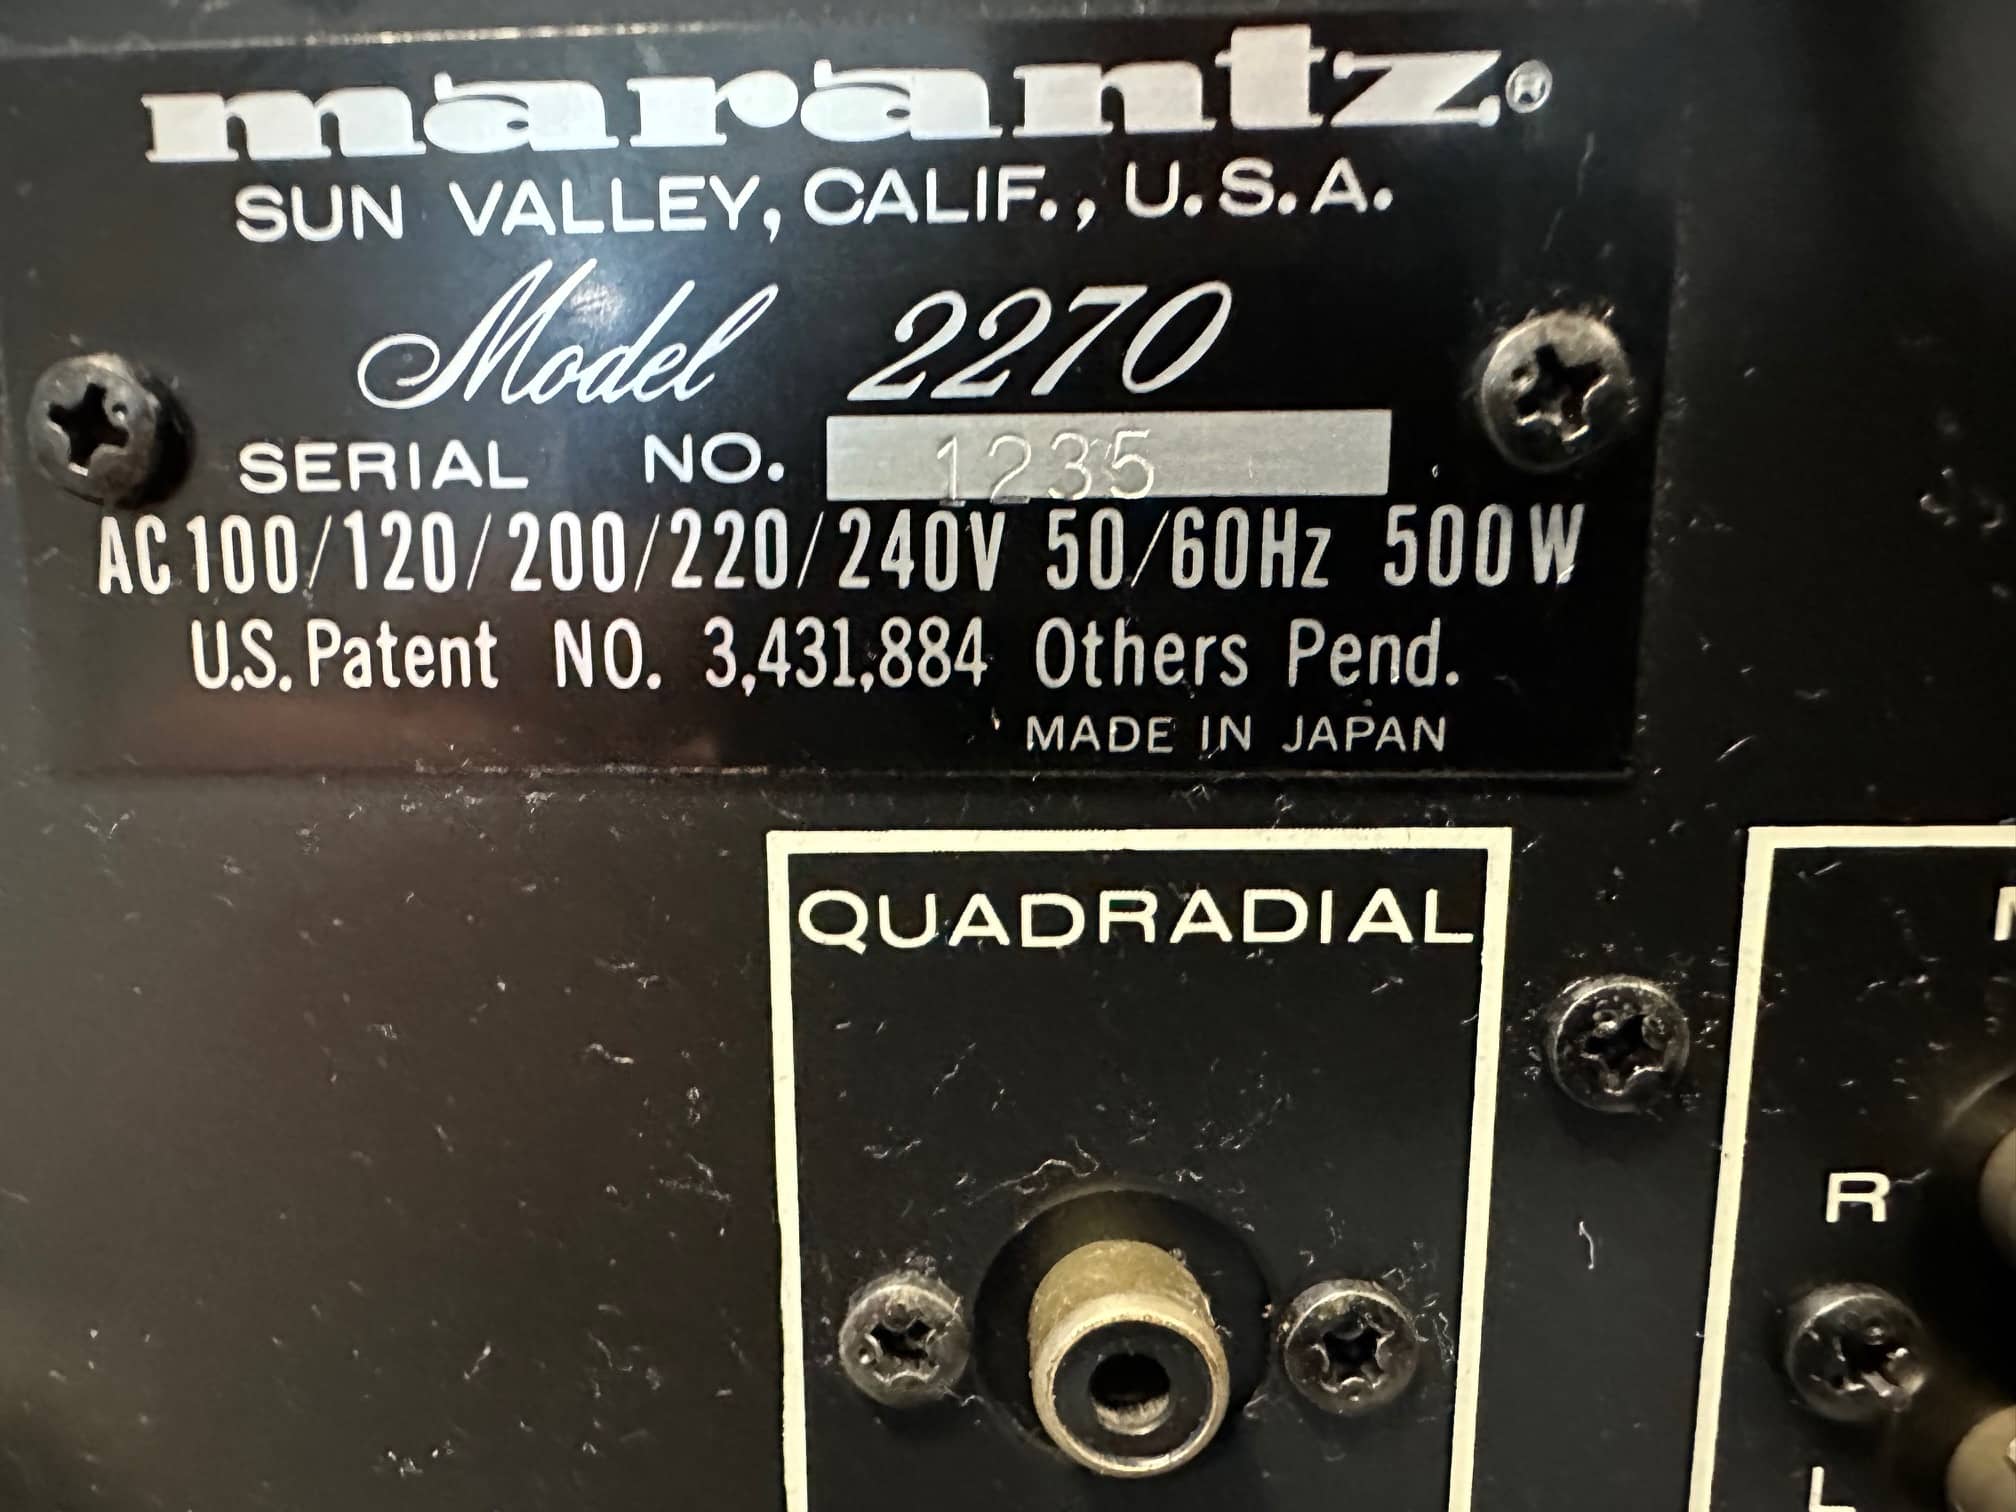 marantz®
SUN VALLEY, CALIF., U.S.A.
Model 2270
SERIAL NO. 1235
AC 100/120/200/220/240V 50/60Hz 500W
U.S. Patent NO. 3,431,884 Others Pend.
MADE IN JAPAN
QUADRADIAL
R
L